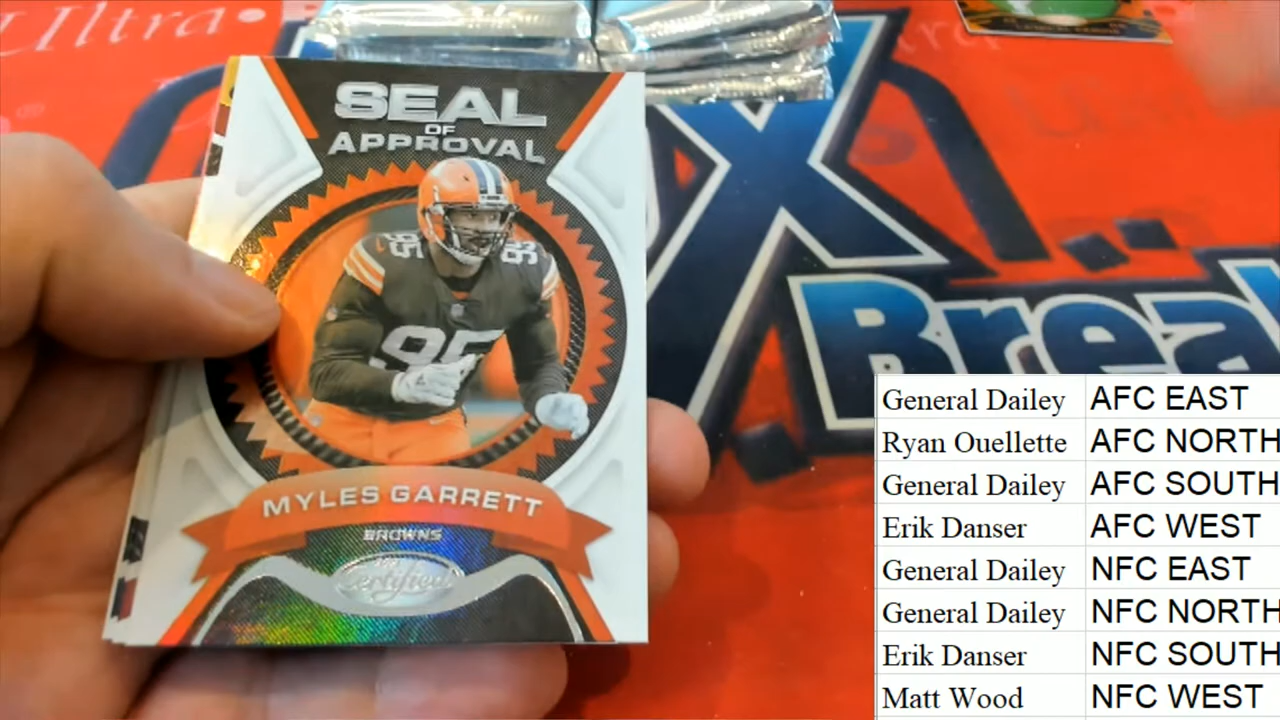 Ultra
SEAL
OF
APPROVAL
95
95
95
MYLES GARRETT
BROWNS
Certified
X
Brea
General Dailey AFC EAST
Ryan Ouellette AFC NORTH
General Dailey AFC SOUTH
Erik Danser AFC WEST
General Dailey NFC EAST
General Dailey NFC NORTH
Erik Danser NFC SOUTH
Matt Wood NFC WEST